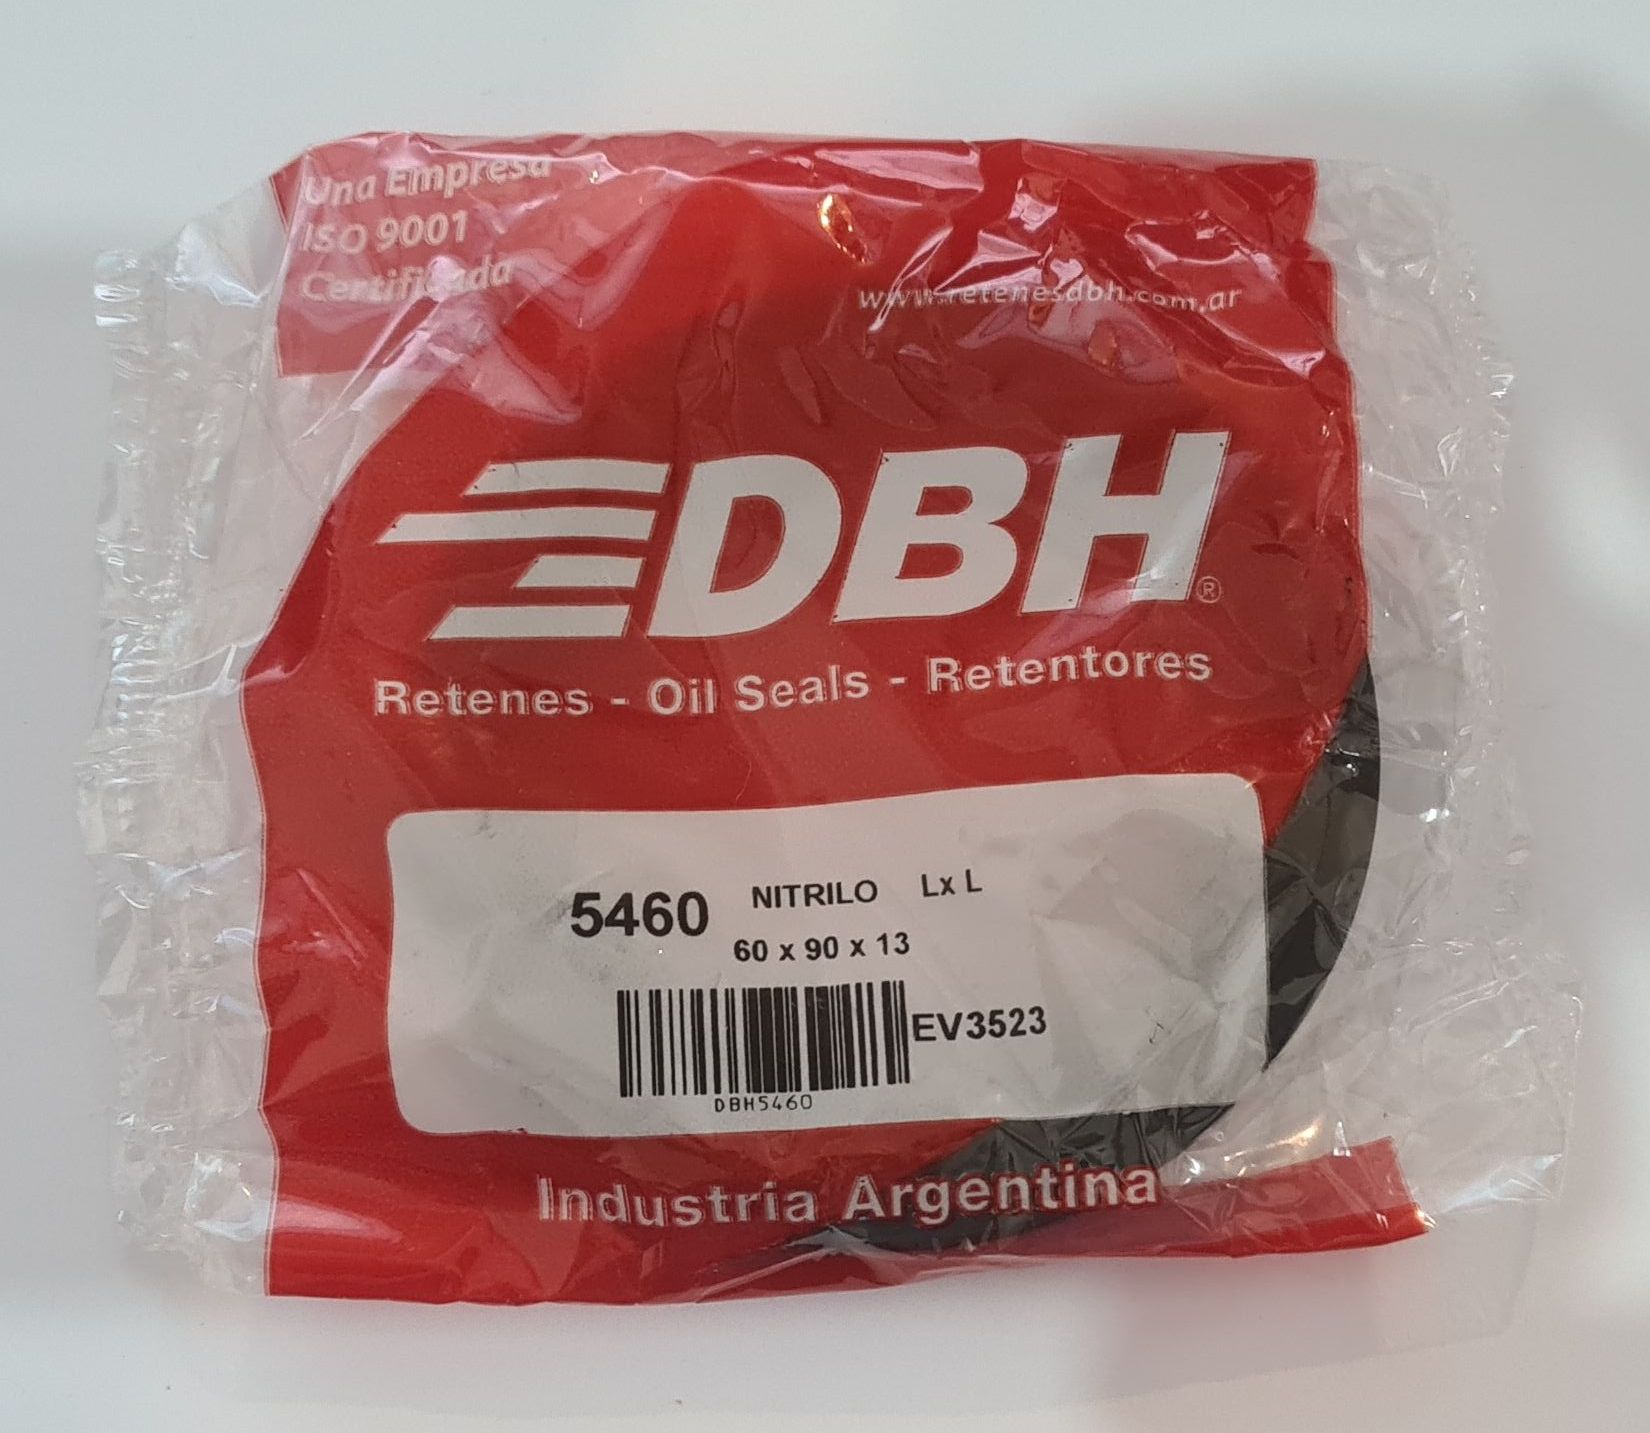 Una Empresa
ISO 9001
Certificada
www.retenesdbh.com.ar
DBH®
Retenes - Oil Seals - Retentores
5460 NITRILO Lx L
60 x 90 x 13
EV3523
DBH5460
Industria Argentina